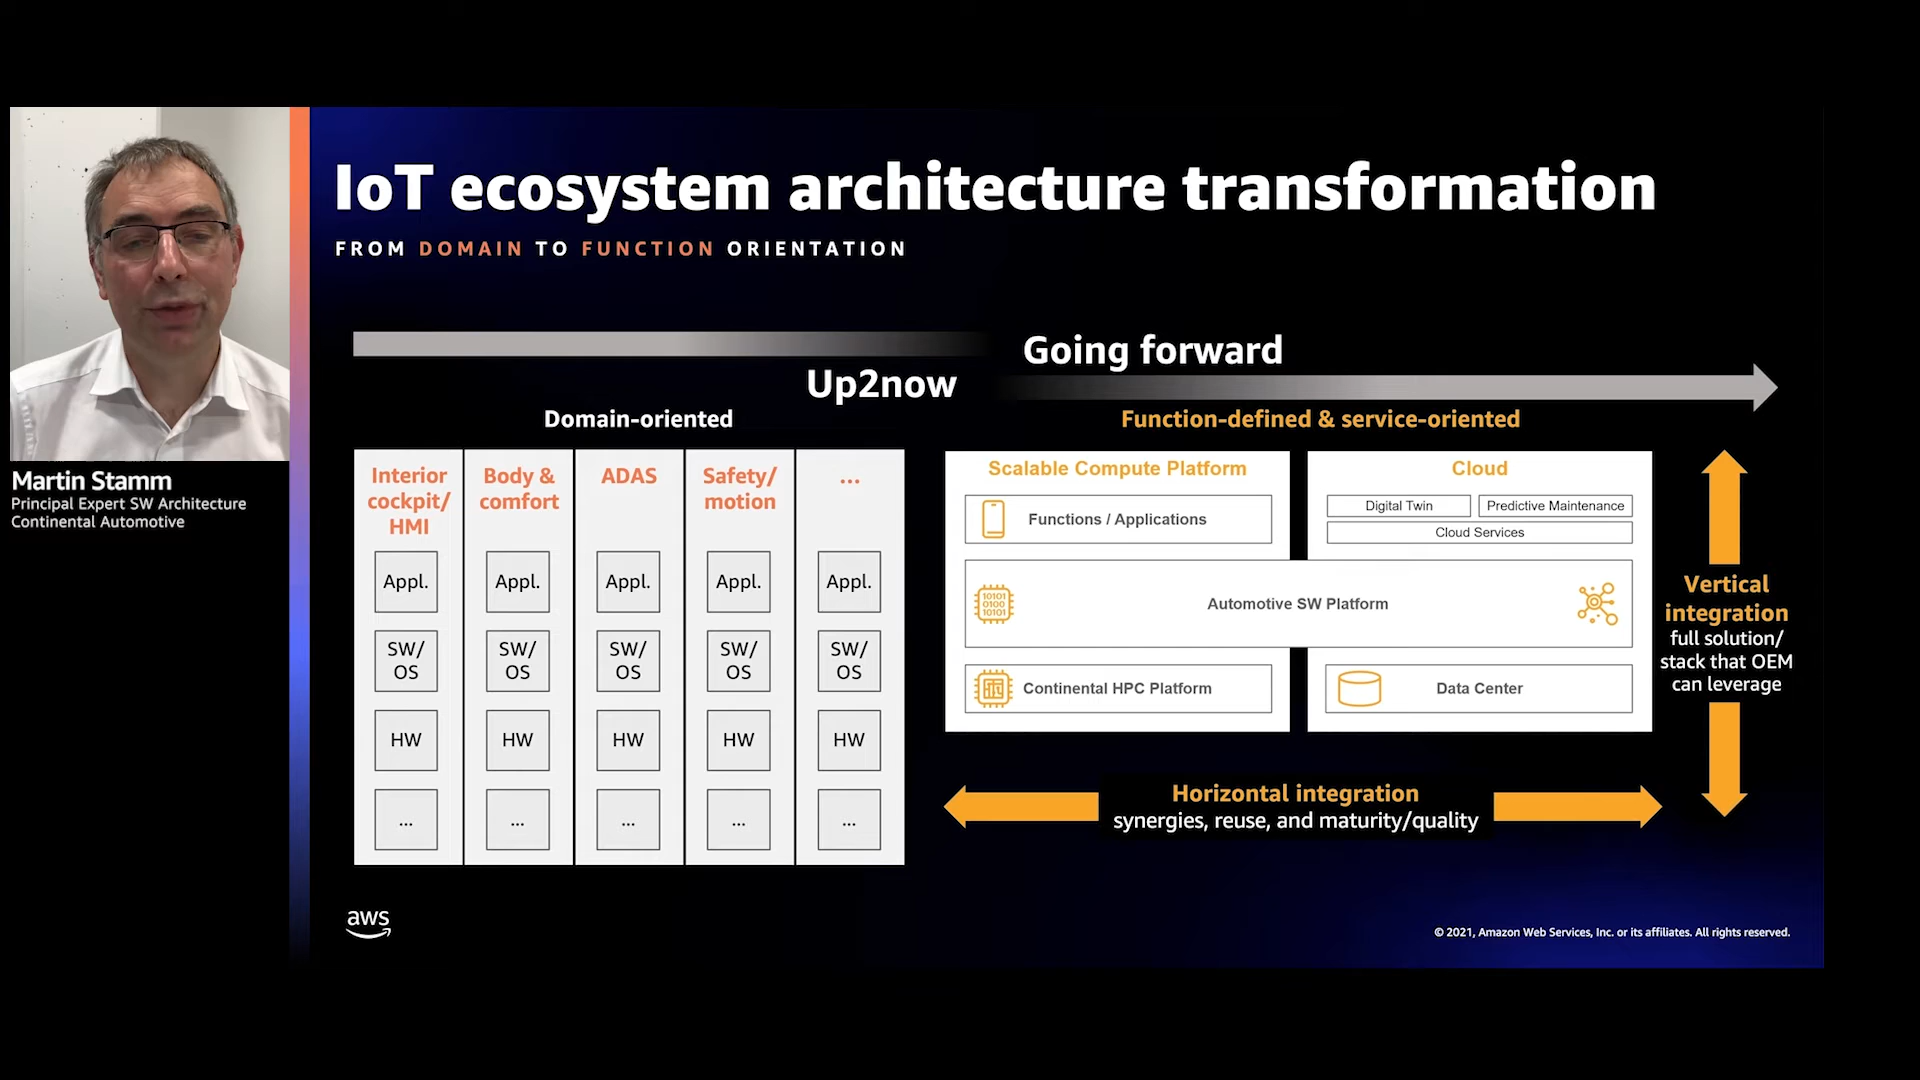 IoT ecosystem architecture transformation
FROM DOMAIN TO FUNCTION ORIENTATION
Martin Stamm
Principal Expert SW Architecture
Continental Automotive
Up2now
Going forward
Domain-oriented
Interior
cockpit/
HMI
Appl.
SW/
OS
HW
...
Body &
comfort
Appl.
SW/
OS
HW
...
ADAS
Appl.
SW/
OS
HW
...
Safety/
motion
Appl.
SW/
OS
HW
...
...
Appl.
SW/
OS
HW
...
Function-defined & service-oriented
Scalable Compute Platform
Functions / Applications
Cloud
Digital Twin
Predictive Maintenance
Cloud Services
Automotive SW Platform
10101
0100
10101
Continental HPC Platform
Data Center
Vertical
integration
full solution/
stack that OEM
can leverage
Horizontal integration
synergies, reuse, and maturity/quality
aws
© 2021, Amazon Web Services, Inc. or its affiliates. All rights reserved.